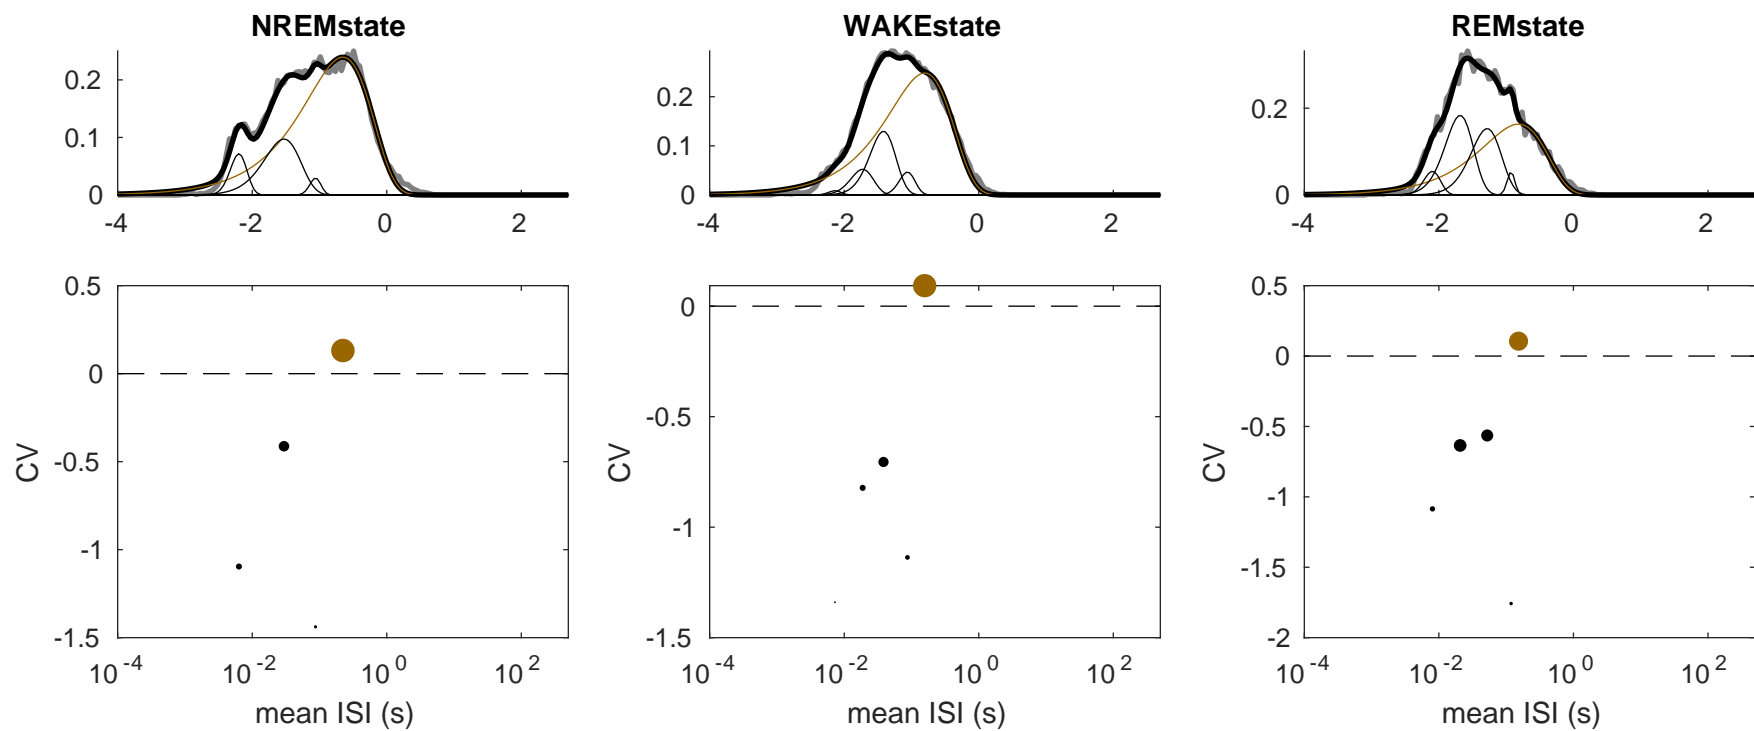 NREMstate WAKEstate REMstate
0.2 0.2 0.2
0.1 0.1
0 0 0
-4 -2 0 2 -4 -2 0 2 -4 -2 0 2
0.5 0 0.5
0 -0.5 0
-0.5 -1 -0.5
-1 -1.5 -1
-1.5 -1.5
-2
CV CV CV
10^-4 10^-2 10^0 10^2 10^-4 10^-2 10^0 10^2 10^-4 10^-2 10^0 10^2
mean ISI (s) mean ISI (s) mean ISI (s)